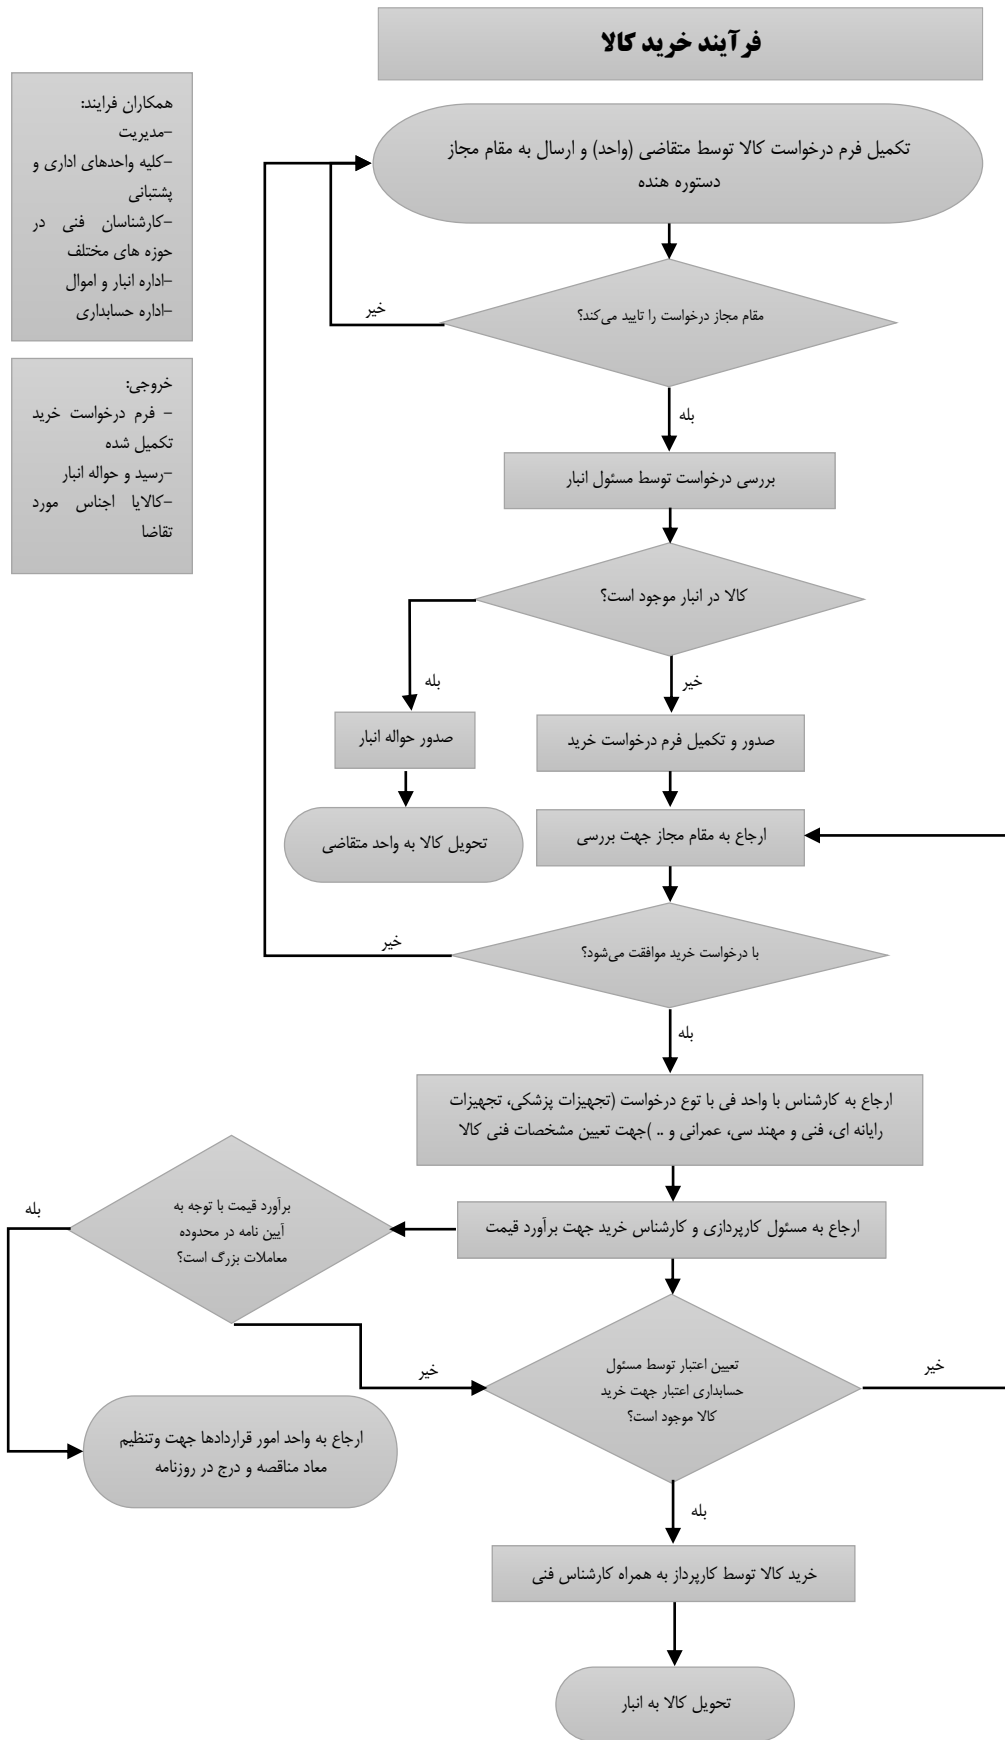 فرآیند خرید کالا
همکاران فرایند:
-مدیریت
-کلیه واحدهای اداری و
پشتبانی
-کارشناسان فنی در
حوزه های مختلف
-اداره انبار و اموال
-اداره حسابداری
خروجی:
- فرم درخواست خرید
تکمیل شده
-رسید و حواله انبار
-کالایا اجناس مورد
تقاضا
تکمیل فرم درخواست کالا توسط متقاضی (واحد) و ارسال به مقام مجاز
دستوره هنده
مقام مجاز درخواست را تایید می‌کند؟
خیر
بله
بررسی درخواست توسط مسئول انبار
کالا در انبار موجود است؟
بله
خیر
صدور و تکمیل فرم درخواست خرید
صدور حواله انبار
ارجاع به مقام مجاز جهت بررسی
تحویل کالا به واحد متقاضی
با درخواست خرید موافقت می‌شود؟
خیر
بله
ارجاع به کارشناس با واحد فی با توع درخواست (تجهیزات پزشکی، تجهیزات
رایانه ای، فنی و مهند سی، عمرانی و .. )جهت تعیین مشخصات فنی کالا
ارجاع به مسئول کارپردازی و کارشناس خرید جهت برآورد قیمت
برآورد قیمت با توجه به
آیین نامه در محدوده
معاملات بزرگ است؟
بله
خیر
تعیین اعتبار توسط مسئول
حسابداری اعتبار جهت خرید
کالا موجود است؟
خیر
بله
ارجاع به واحد امور قراردادها جهت وتنظیم
معاد مناقصه و درج در روزنامه
خرید کالا توسط کارپرداز به همراه کارشناس فنی
تحویل کالا به انبار